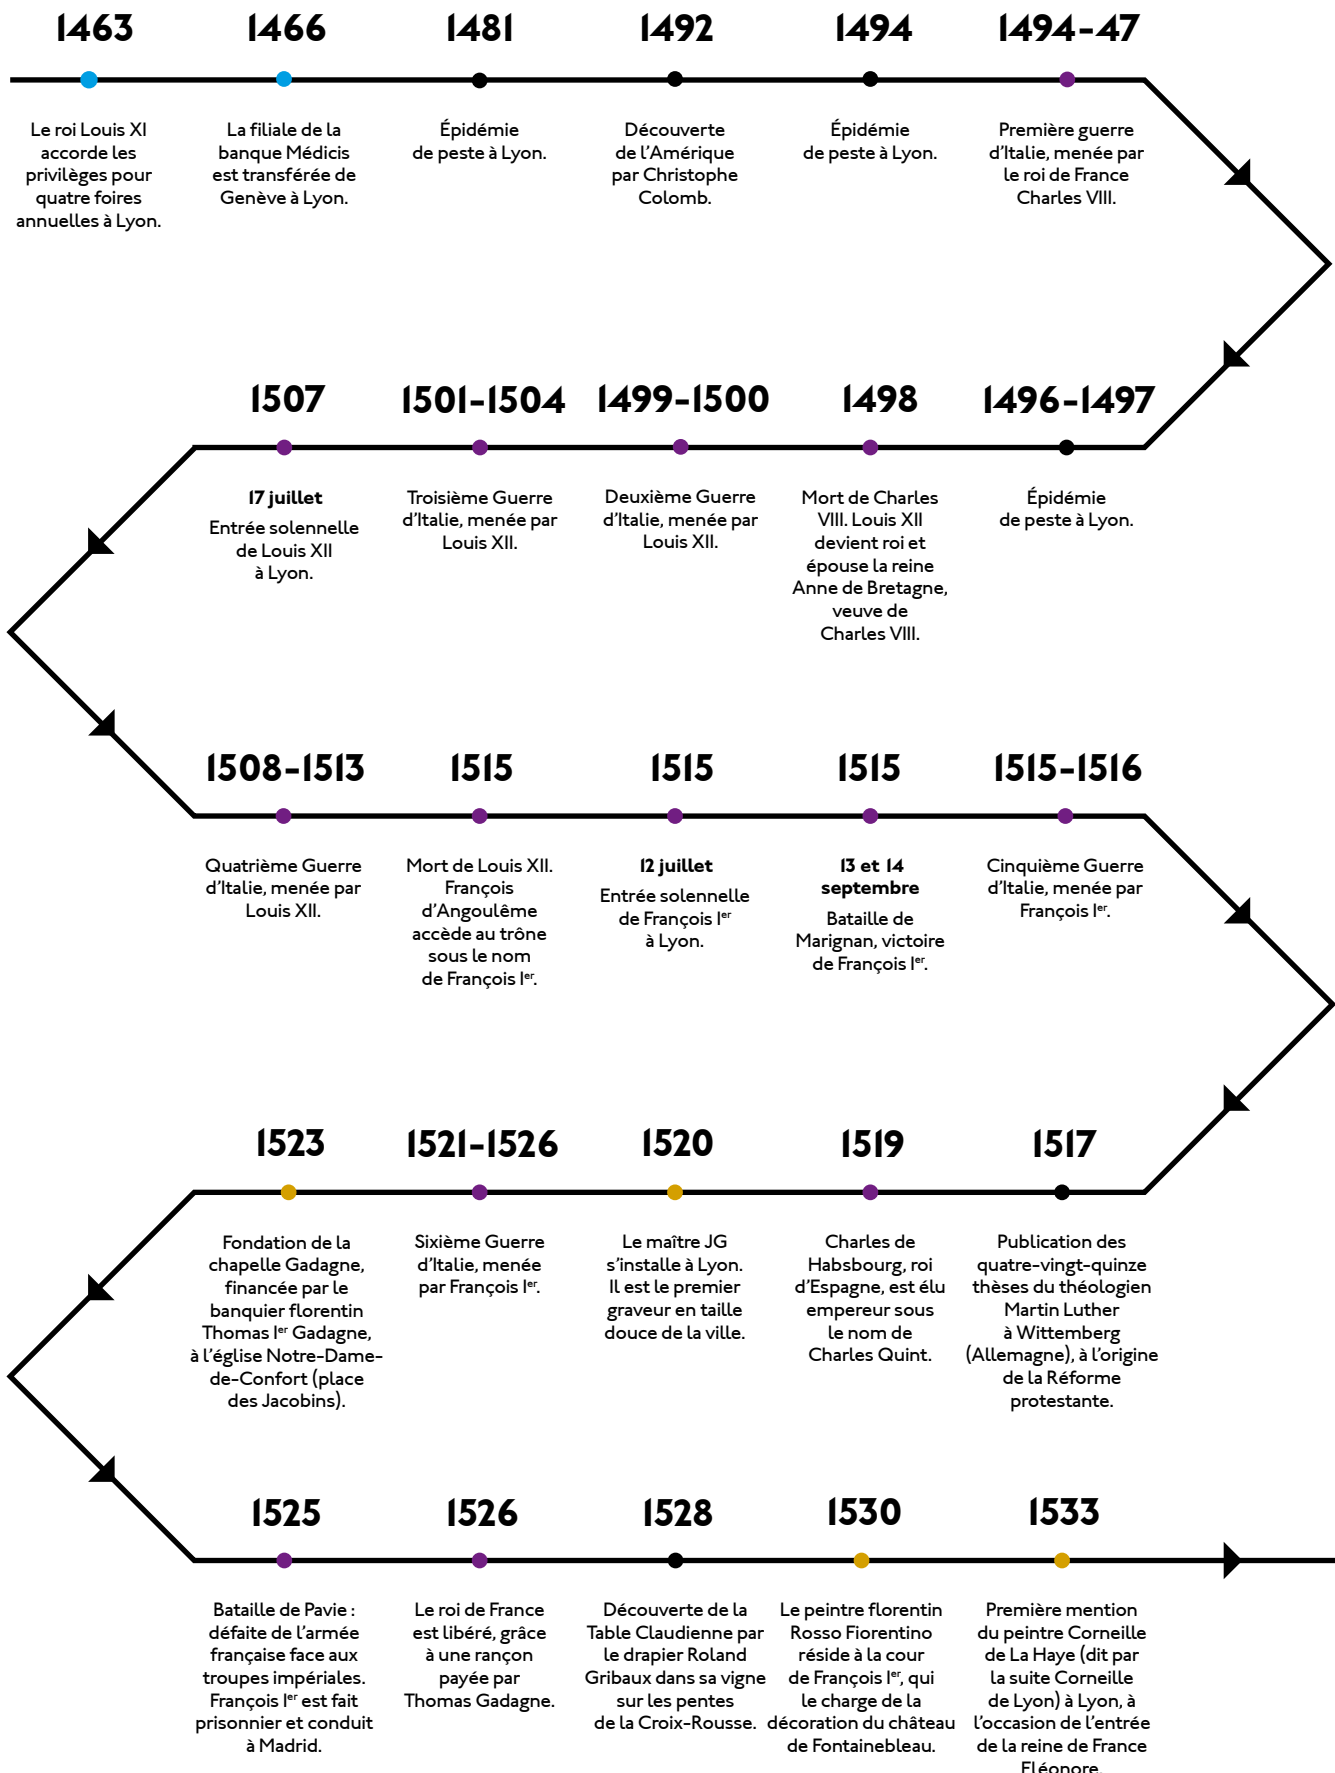 1463
Le roi Louis XI
accorde les
privilèges pour
quatre foires
annuelles à Lyon.
1466
La filiale de la
banque Médicis
est transférée de
Genève à Lyon.
1481
Épidémie
de peste à Lyon.
1492
Découverte
de l'Amérique
par Christophe
Colomb.
1494
Épidémie
de peste à Lyon.
1494-47
Première guerre
d'Italie, menée par
le roi de France
Charles VIII.
1496-1497
Épidémie
de peste à Lyon.
1498
Mort de Charles
VIII. Louis XII
devient roi et
épouse la reine
Anne de Bretagne,
veuve de
Charles VIII.
1499-1500
Deuxième Guerre
d'Italie, menée par
Louis XII.
1501-1504
Troisième Guerre
d'Italie, menée par
Louis XII.
1507
17 juillet
Entrée solennelle
de Louis XII
à Lyon.
1508-1513
Quatrième Guerre
d'Italie, menée par
Louis XII.
1515
Mort de Louis XII.
François
d'Angoulême
accède au trône
sous le nom
de François Ier.
1515
12 juillet
Entrée solennelle
de François Ier
à Lyon.
1515
13 et 14
septembre
Bataille de
Marignan, victoire
de François Ier.
1515-1516
Cinquième Guerre
d'Italie, menée par
François Ier.
1517
Publication des
quatre-vingt-quinze
thèses du théologien
Martin Luther
à Wittemberg
(Allemagne), à l'origine
de la Réforme
protestante.
1519
Charles de
Habsbourg, roi
d'Espagne, est élu
empereur sous
le nom de
Charles Quint.
1520
Le maître JG
s'installe à Lyon.
Il est le premier
graveur en taille
douce de la ville.
1521-1526
Sixième Guerre
d'Italie, menée
par François Ier.
1523
Fondation de la
chapelle Gadagne,
financée par le
banquier florentin
Thomas Ier Gadagne,
à l'église Notre-Dame-
de-Confort (place
des Jacobins).
1525
Bataille de Pavie :
défaite de l'armée
française face aux
troupes impériales.
François Ier est fait
prisonnier et conduit
à Madrid.
1526
Le roi de France
est libéré, grâce
à une rançon
payée par
Thomas Gadagne.
1528
Découverte de la
Table Claudienne par
le drapier Roland
Gribaux dans sa vigne
sur les pentes
de la Croix-Rousse.
1530
Le peintre florentin
Rosso Fiorentino
réside à la cour
de François Ier, qui
le charge de la
décoration du château
de Fontainebleau.
1533
Première mention
du peintre Corneille
de La Haye (dit par
la suite Corneille
de Lyon) à Lyon, à
l'occasion de l'entrée
de la reine de France
Eléonore.